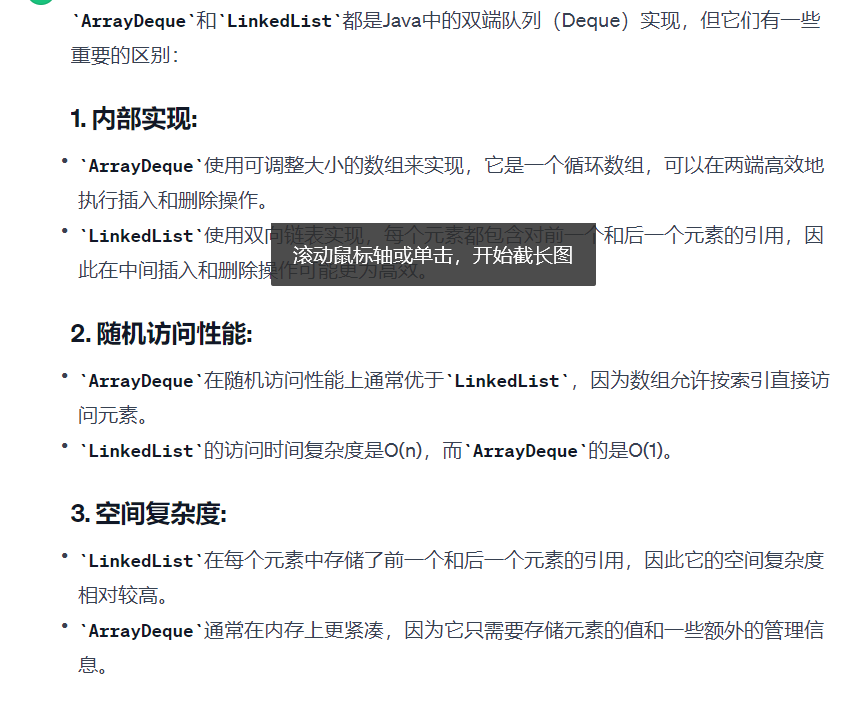 `ArrayDeque`和`LinkedList`都是Java中的双端队列（Deque）实现，但它们有一些
重要的区别：
1. 内部实现:
• `ArrayDeque`使用可调整大小的数组来实现，它是一个循环数组，可以在两端高效地
执行插入和删除操作。
• `LinkedList`使用双向链表实现，每个元素都包含对前一个和后一个元素的引用，因
此在中间插入和删除操作可能更为高效。
滚动鼠标轴或单击，开始截长图
2. 随机访问性能:
• `ArrayDeque`在随机访问性能上通常优于`LinkedList`，因为数组允许按索引直接访
问元素。
• `LinkedList`的访问时间复杂度是O(n)，而`ArrayDeque`的是O(1)。
3. 空间复杂度:
• `LinkedList`在每个元素中存储了前一个和后一个元素的引用，因此它的空间复杂度
相对较高。
• `ArrayDeque`通常在内存上更紧凑，因为它只需要存储元素的值和一些额外的管理信
息。